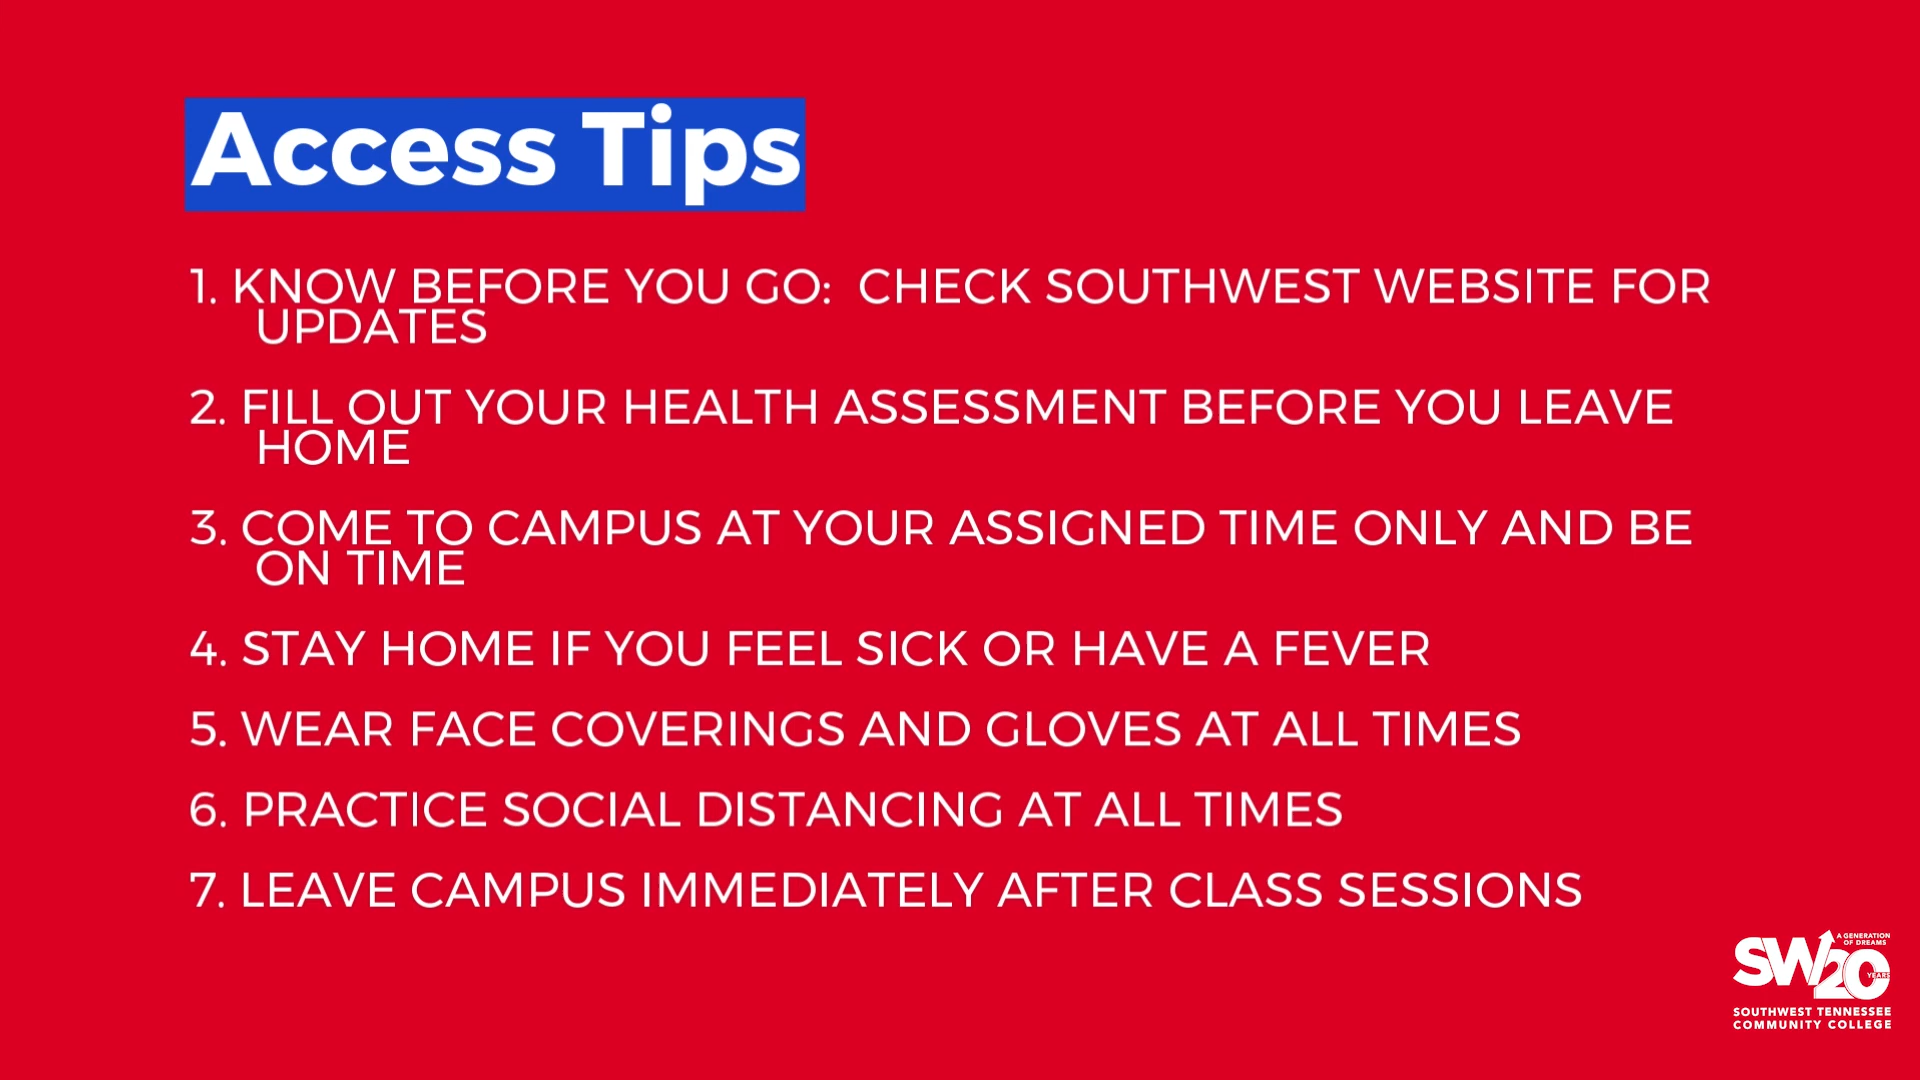 Access Tips
1. KNOW BEFORE YOU GO:  CHECK SOUTHWEST WEBSITE FOR
UPDATES
2. FILL OUT YOUR HEALTH ASSESSMENT BEFORE YOU LEAVE
HOME
3. COME TO CAMPUS AT YOUR ASSIGNED TIME ONLY AND BE
ON TIME
4. STAY HOME IF YOU FEEL SICK OR HAVE A FEVER
5. WEAR FACE COVERINGS AND GLOVES AT ALL TIMES
6. PRACTICE SOCIAL DISTANCING AT ALL TIMES
7. LEAVE CAMPUS IMMEDIATELY AFTER CLASS SESSIONS
A GENERATION
OF DREAMS
SW20
YEARS
SOUTHWEST TENNESSEE
COMMUNITY COLLEGE